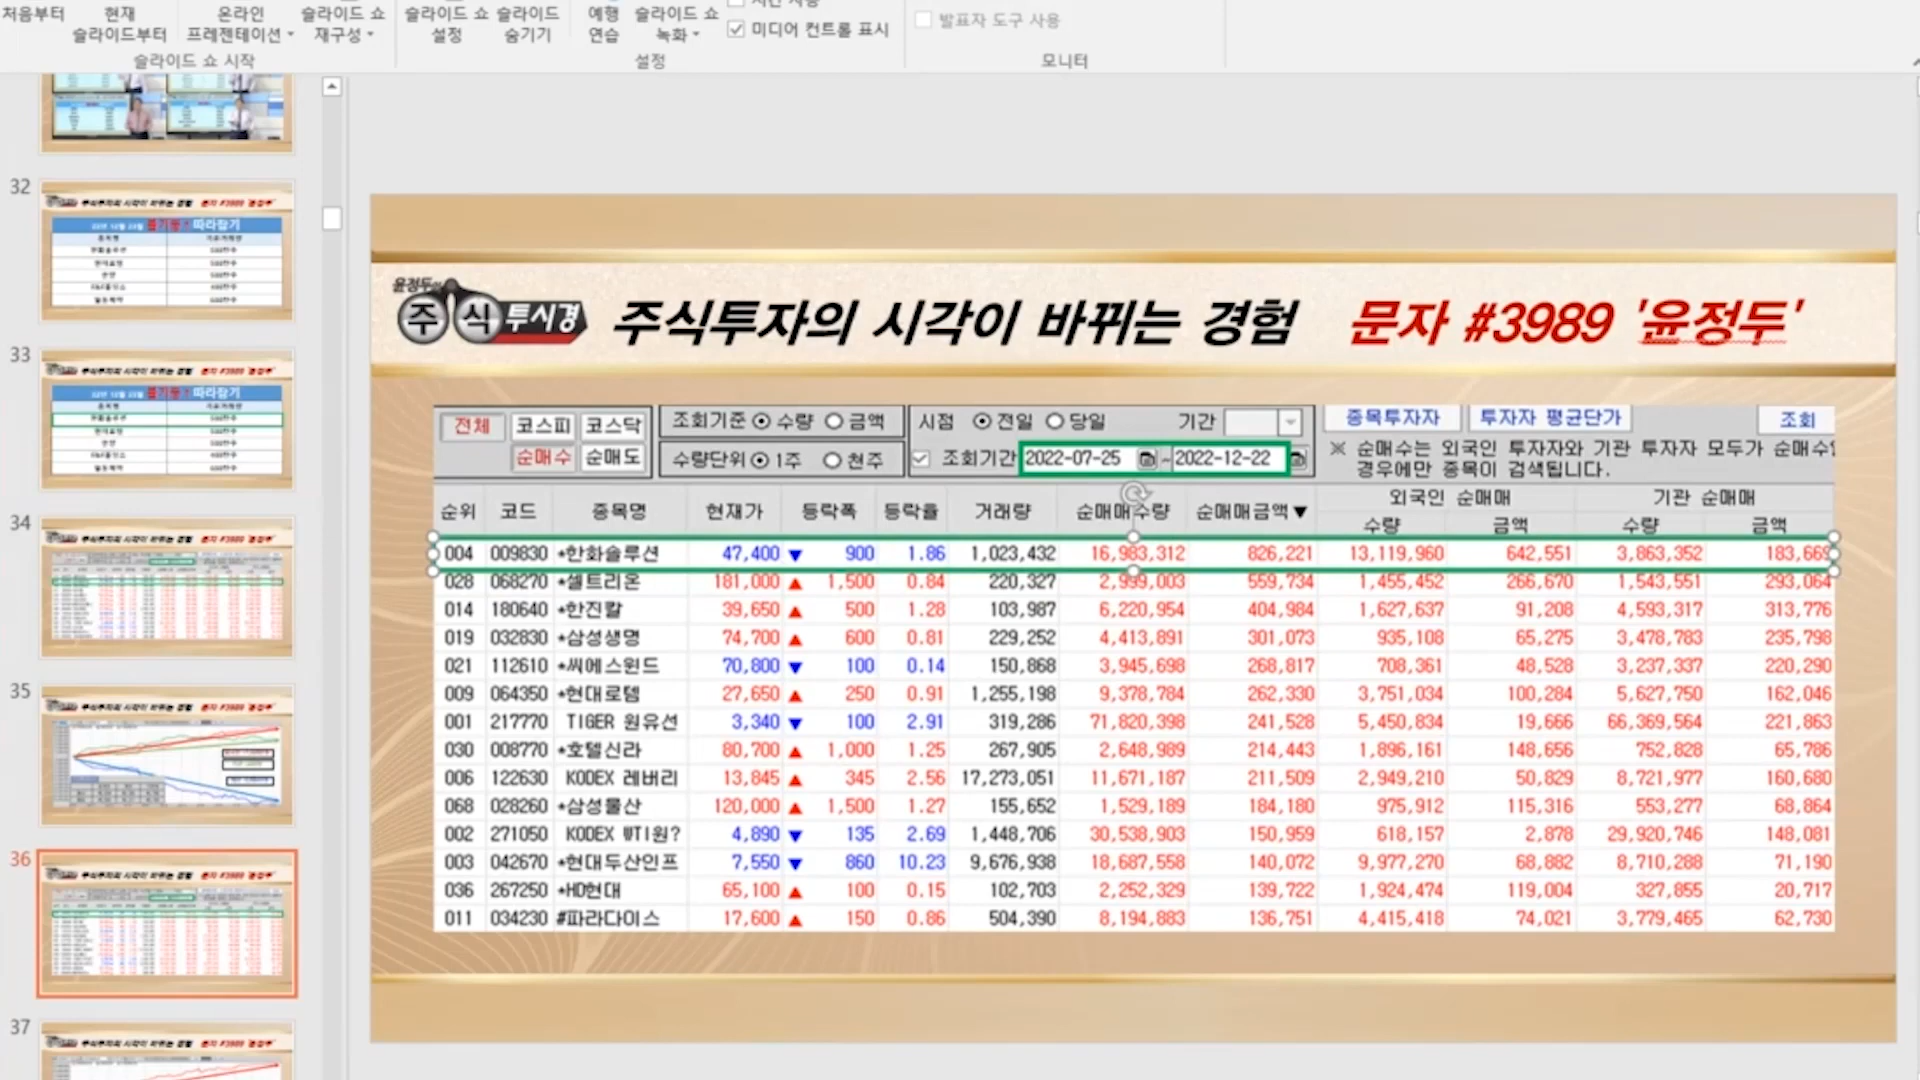 처음부터
현재
슬라이드부터
온라인
프레젠테이션
슬라이드 쇼
재구성
슬라이드 쇼
설정
슬라이드
숨기기
예행
연습
슬라이드 쇼
녹화
미디어 컨트롤 표시
발표자 도구 사용
슬라이드 쇼 시작
설정
모니터
32
33
34
35
36
37
윤정두의
주식투시경
주식투자의 시각이 바뀌는 경험 문자 #3989 '윤정두'
전체 코스피 코스닥 조회기준 수량 금액 시점 전일 당일 기간 종목투자자 투자자 평균단가 조회
순매수 순매도 수량단위 1주 천주 조회기간 2022-07-25 ~ 2022-12-22
※ 순매수는 외국인 투자자와 기관 투자자 모두가 순매수일
경우에만 종목이 검색됩니다.
순위 코드 종목명 현재가 등락폭 등락률 거래량 순매매수량 순매매금액▼ 외국인 순매매 기관 순매매
수량 금액 수량 금액
004 009830 *한화솔루션 47,400 ▼ 900 1.86 1,023,432 16,983,312 826,221 13,119,960 642,551 3,863,352 183,669
028 068270 *셀트리온 181,000 ▲ 1,500 0.84 220,327 2,999,003 559,734 1,455,452 266,670 1,543,551 293,064
014 180640 *한진칼 39,650 ▲ 500 1.28 103,987 6,220,954 404,984 1,627,637 91,208 4,593,317 313,776
019 032830 *삼성생명 74,700 ▲ 600 0.81 229,252 4,413,891 301,073 935,108 65,275 3,478,783 235,798
021 112610 *씨에스윈드 70,800 ▼ 100 0.14 150,868 3,945,698 268,817 708,361 48,528 3,237,337 220,290
009 064350 *현대로템 27,650 ▲ 250 0.91 1,255,198 9,378,784 262,330 3,751,034 100,284 5,627,750 162,046
001 217770 TIGER 원유선 3,340 ▼ 100 2.91 319,286 71,820,398 241,528 5,450,834 19,666 66,369,564 221,863
030 008770 *호텔신라 80,700 ▲ 1,000 1.25 267,905 2,648,989 214,443 1,896,161 148,656 752,828 65,786
006 122630 KODEX 레버리 13,845 ▲ 345 2.56 17,273,051 11,671,187 211,509 2,949,210 50,829 8,721,977 160,680
068 028260 *삼성물산 120,000 ▲ 1,500 1.27 155,652 1,529,189 184,180 975,912 115,316 553,277 68,864
002 271050 KODEX WTI원? 4,890 ▼ 135 2.69 1,448,706 30,538,903 150,959 618,157 2,878 29,920,746 148,081
003 042670 *현대두산인프 7,550 ▼ 860 10.23 9,676,938 18,687,558 140,072 9,977,270 68,882 8,710,288 71,190
036 267250 *HD현대 65,100 ▲ 100 0.15 102,703 2,252,329 139,722 1,924,474 119,004 327,855 20,717
011 034230 #파라다이스 17,600 ▲ 150 0.86 504,390 8,194,883 136,751 4,415,418 74,021 3,779,465 62,730